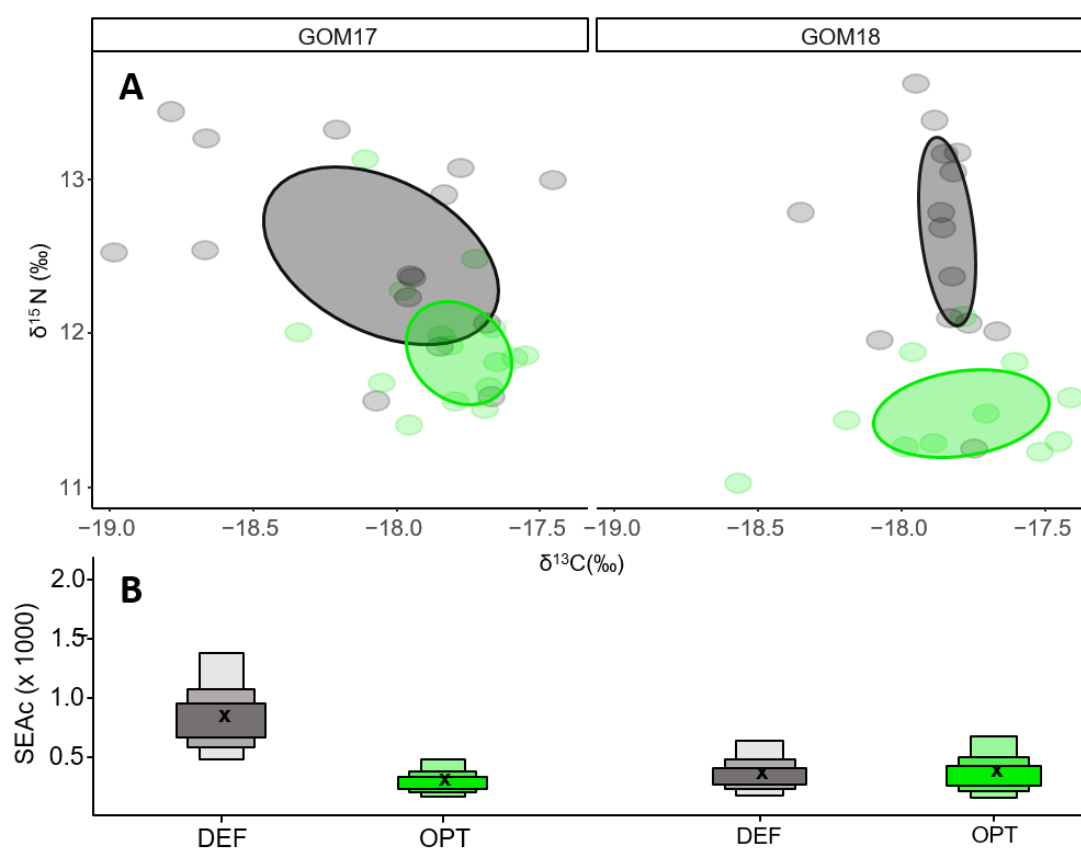 GOM17 GOM18
A
13
12
11
δ¹⁵N (‰)
−19.0 −18.5 −18.0 −17.5 −19.0 −18.5 −18.0 −17.5
δ¹³C(‰)
B
2.0
1.5
1.0
0.5
SEAc (x 1000)
x x x x
DEF OPT DEF OPT